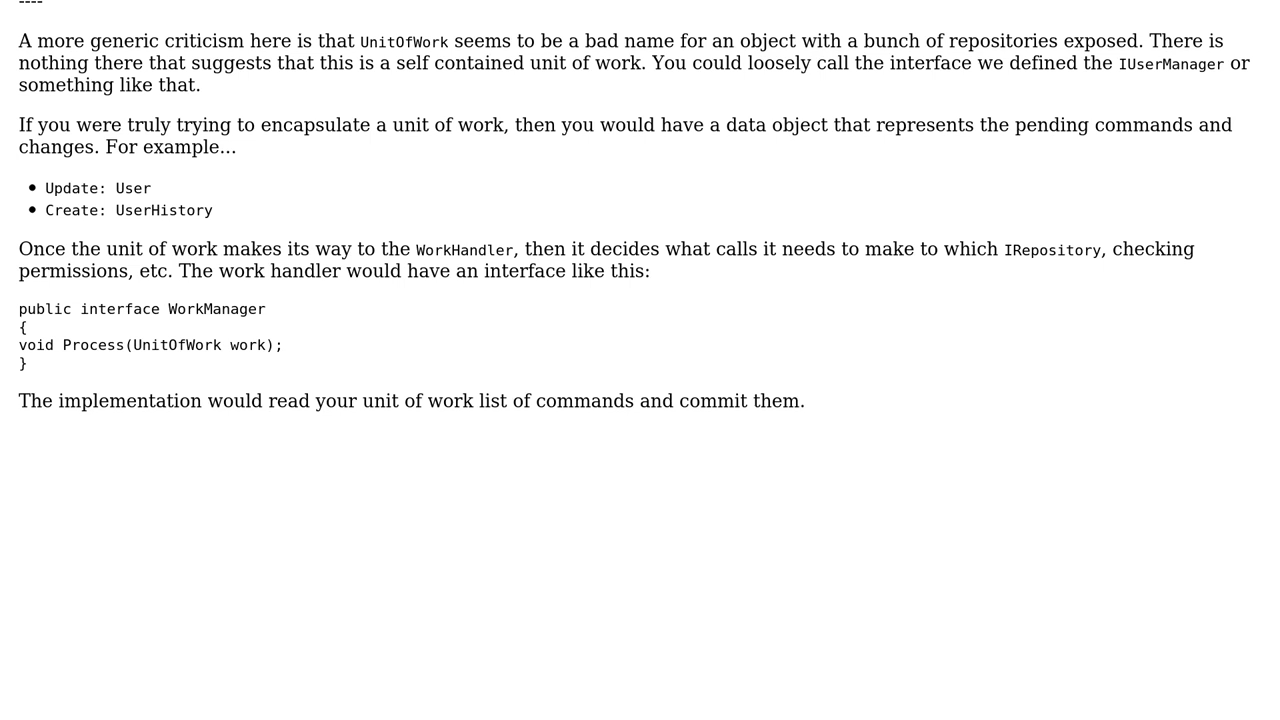 ----
A more generic criticism here is that UnitOfWork seems to be a bad name for an object with a bunch of repositories exposed. There is
nothing there that suggests that this is a self contained unit of work. You could loosely call the interface we defined the IUserManager or
something like that.
If you were truly trying to encapsulate a unit of work, then you would have a data object that represents the pending commands and
changes. For example...
• Update: User
• Create: UserHistory
Once the unit of work makes its way to the WorkHandler, then it decides what calls it needs to make to which IRepository, checking
permissions, etc. The work handler would have an interface like this:
public interface WorkManager
{
void Process(UnitOfWork work);
}
The implementation would read your unit of work list of commands and commit them.